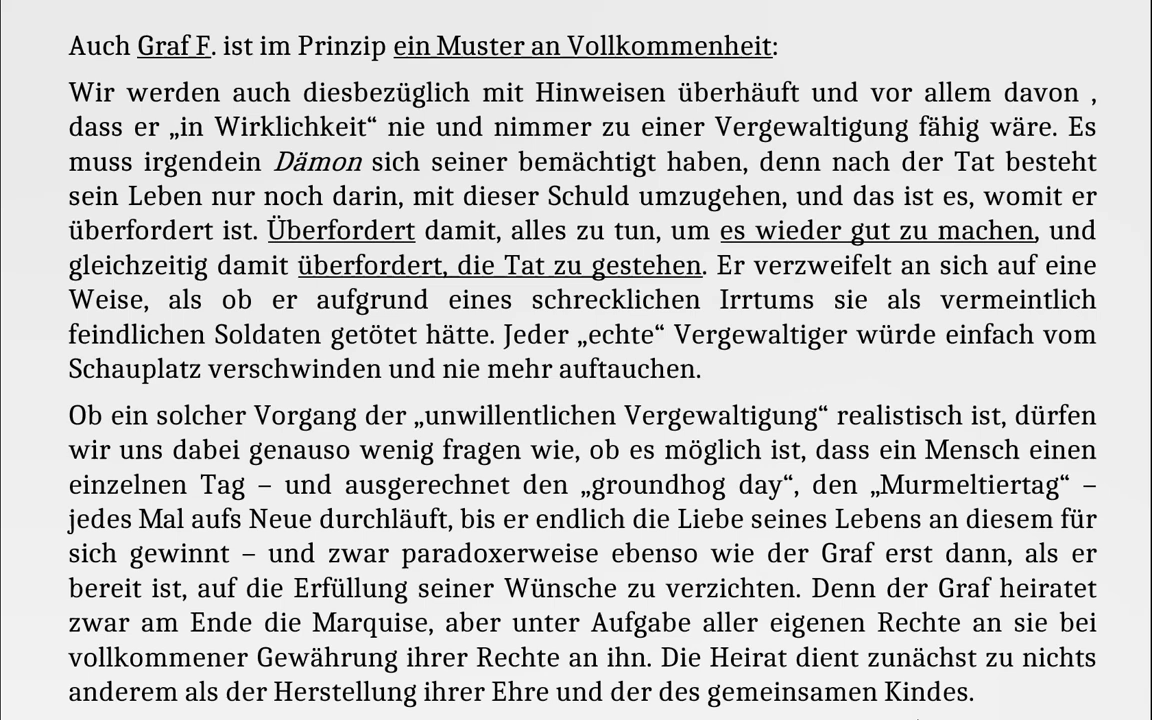 Auch Graf F. ist im Prinzip ein Muster an Vollkommenheit:
Wir werden auch diesbezüglich mit Hinweisen überhäuft und vor allem davon ,
dass er „in Wirklichkeit“ nie und nimmer zu einer Vergewaltigung fähig wäre. Es
muss irgendein Dämon sich seiner bemächtigt haben, denn nach der Tat besteht
sein Leben nur noch darin, mit dieser Schuld umzugehen, und das ist es, womit er
überfordert ist. Überfordert damit, alles zu tun, um es wieder gut zu machen, und
gleichzeitig damit überfordert, die Tat zu gestehen. Er verzweifelt an sich auf eine
Weise, als ob er aufgrund eines schrecklichen Irrtums sie als vermeintlich
feindlichen Soldaten getötet hätte. Jeder „echte“ Vergewaltiger würde einfach vom
Schauplatz verschwinden und nie mehr auftauchen.
Ob ein solcher Vorgang der „unwillentlichen Vergewaltigung“ realistisch ist, dürfen
wir uns dabei genauso wenig fragen wie, ob es möglich ist, dass ein Mensch einen
einzelnen Tag – und ausgerechnet den „groundhog day“, den „Murmeltiertag“ –
jedes Mal aufs Neue durchläuft, bis er endlich die Liebe seines Lebens an diesem für
sich gewinnt – und zwar paradoxerweise ebenso wie der Graf erst dann, als er
bereit ist, auf die Erfüllung seiner Wünsche zu verzichten. Denn der Graf heiratet
zwar am Ende die Marquise, aber unter Aufgabe aller eigenen Rechte an sie bei
vollkommener Gewährung ihrer Rechte an ihn. Die Heirat dient zunächst zu nichts
anderem als der Herstellung ihrer Ehre und der des gemeinsamen Kindes.